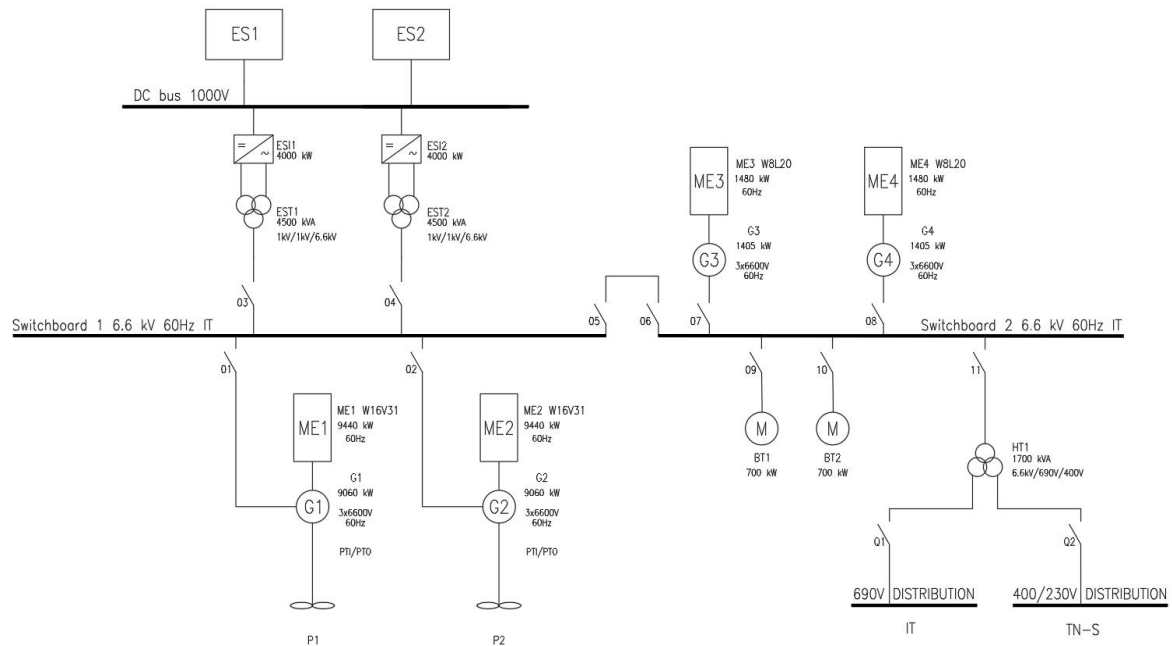 ES1
ES2
DC bus 1000V
=
~
ESI1
4000 kW
=
~
ESI2
4000 kW
EST1
4500 kVA
1kV/1kV/6.6kV
EST2
4500 kVA
1kV/1kV/6.6kV
ME3
ME3 W8L20
1480 kW
60Hz
ME4
ME4 W8L20
1480 kW
60Hz
G3
G3
1405 kW
3x6600V
60Hz
G4
G4
1405 kW
3x6600V
60Hz
03
04
05
06
07
08
Switchboard 1 6.6 kV 60Hz IT
Switchboard 2 6.6 kV 60Hz IT
01
02
09
10
11
ME1
ME1 W16V31
9440 kW
60Hz
ME2
ME2 W16V31
9440 kW
60Hz
M
BT1
700 kW
M
BT2
700 kW
HT1
1700 kVA
6.6kV/690V/400V
G1
G1
9060 kW
3x6600V
60Hz
PTI/PTO
G2
G2
9060 kW
3x6600V
60Hz
PTI/PTO
Q1
Q2
690V DISTRIBUTION
400/230V DISTRIBUTION
IT
TN-S
P1
P2